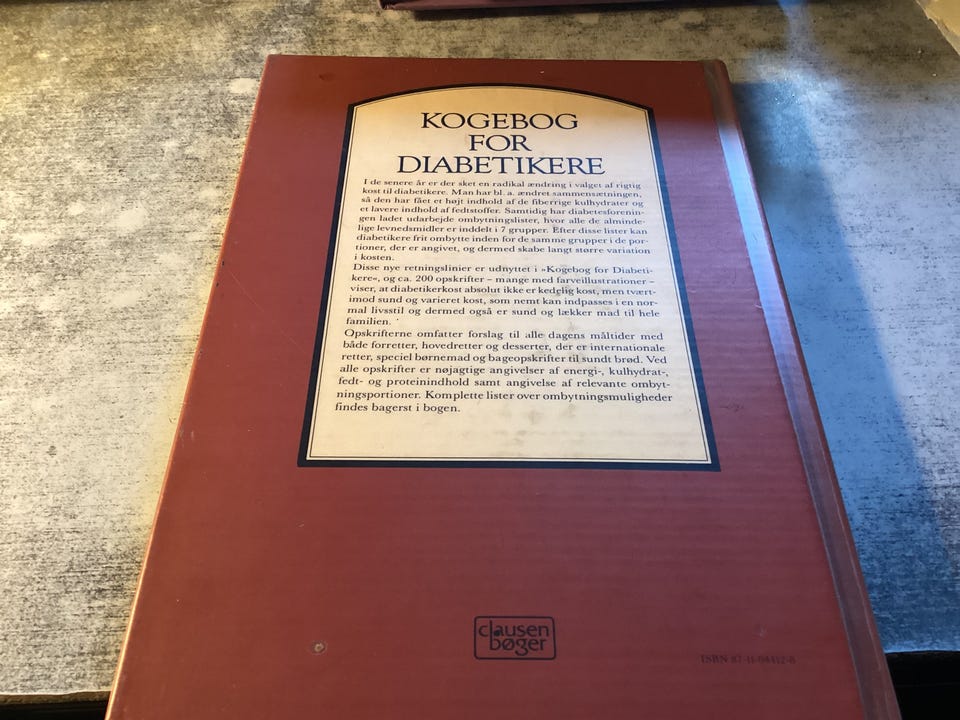 KOGEBOG
FOR
DIABETIKERE
I de senere år er der sket en radikal ændring i valget af rigtig
kost til diabetikere. Man har bl. a. ændret sammensætningen,
så den har fået et højt indhold af de fiberrige kulhydrater og
et lavere indhold af fedtstoffer. Samtidig har diabetesforenin-
gen ladet udarbejde ombytningslister, hvor alle de alminde-
lige levnedsmidler er inddelt i 7 grupper. Efter disse lister kan
diabetikere frit ombytte inden for de samme grupper i de por-
tioner, der er angivet, og dermed skabe langt større variation
i kosten.
Disse nye retningslinier er udnyttet i »Kogebog for Diabeti-
kere«, og ca. 200 opskrifter – mange med farveillustrationer –
viser, at diabetikerkost absolut ikke er kedelig kost, men tvært-
imod sund og varieret kost, som nemt kan indpasses i en nor-
mal livsstil og dermed også er sund og lækker mad til hele
familien.
Opskrifterne omfatter forslag til alle dagens måltider med
både forretter, hovedretter og desserter, der er internationale
retter, speciel børnemad og bageopskrifter til sundt brød. Ved
alle opskrifter er nøjagtige angivelser af energi-, kulhydrat-,
fedt- og proteinindhold samt angivelse af relevante ombyt-
ningsportioner. Komplette lister over ombytningsmuligheder
findes bagerst i bogen.
clausen
bøger
ISBN